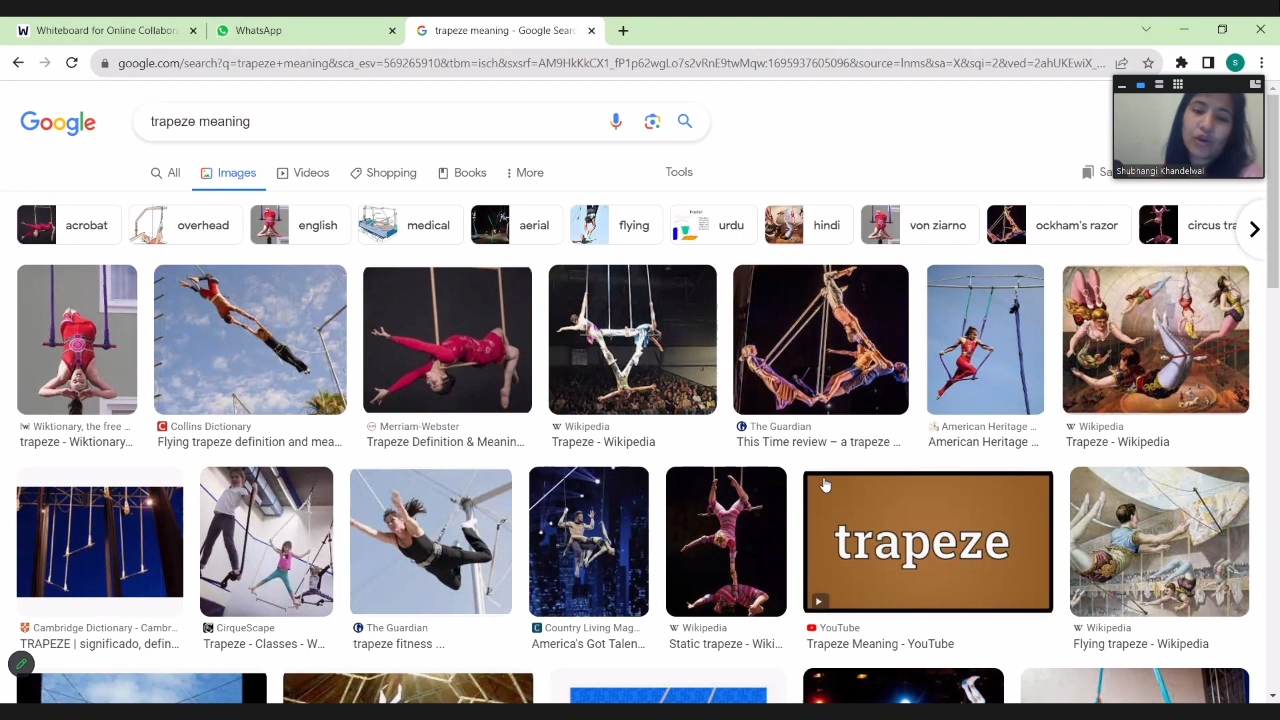 Whiteboard for Online Collabor
WhatsApp
trapeze meaning - Google Searc
google.com/search?q=trapeze+meaning&sca_esv=569265910&tbm=isch&sxsrf=AM9HkKkCX1_fP1p62wgLo7s2vRnE9twMqw:1695937605096&source=lnms&sa=X&sqi=2&ved=2ahUKEwiX_...
S
Google
trapeze meaning
Shubhangi Khandelwal
All
Images
Videos
Shopping
Books
More
Tools
Sa
acrobat
overhead
english
medical
aerial
flying
urdu
hindi
von ziarno
ockham's razor
circus tra
Wiktionary, the free ...
trapeze - Wiktionary...
Collins Dictionary
Flying trapeze definition and mea...
Merriam-Webster
Trapeze Definition & Meanin...
Wikipedia
Trapeze - Wikipedia
The Guardian
This Time review – a trapeze ...
American Heritage ...
American Heritage ...
Wikipedia
Trapeze - Wikipedia
trapeze
Cambridge Dictionary - Cambr...
TRAPEZE | significado, defin...
CirqueScape
Trapeze - Classes - W...
The Guardian
trapeze fitness ...
Country Living Mag...
America's Got Talen...
Wikipedia
Static trapeze - Wiki...
YouTube
Trapeze Meaning - YouTube
Wikipedia
Flying trapeze - Wikipedia